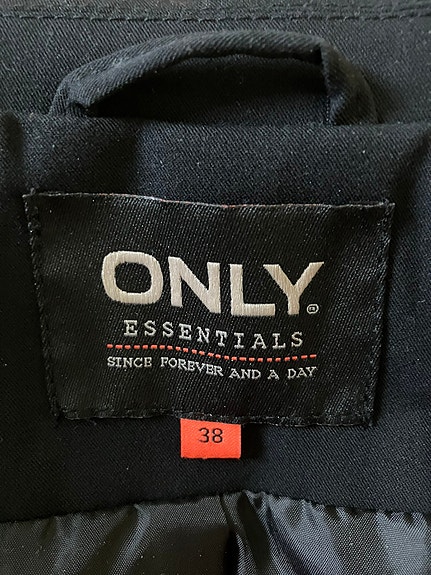 ONLY®
ESSENTIALS
SINCE FOREVER AND A DAY
38